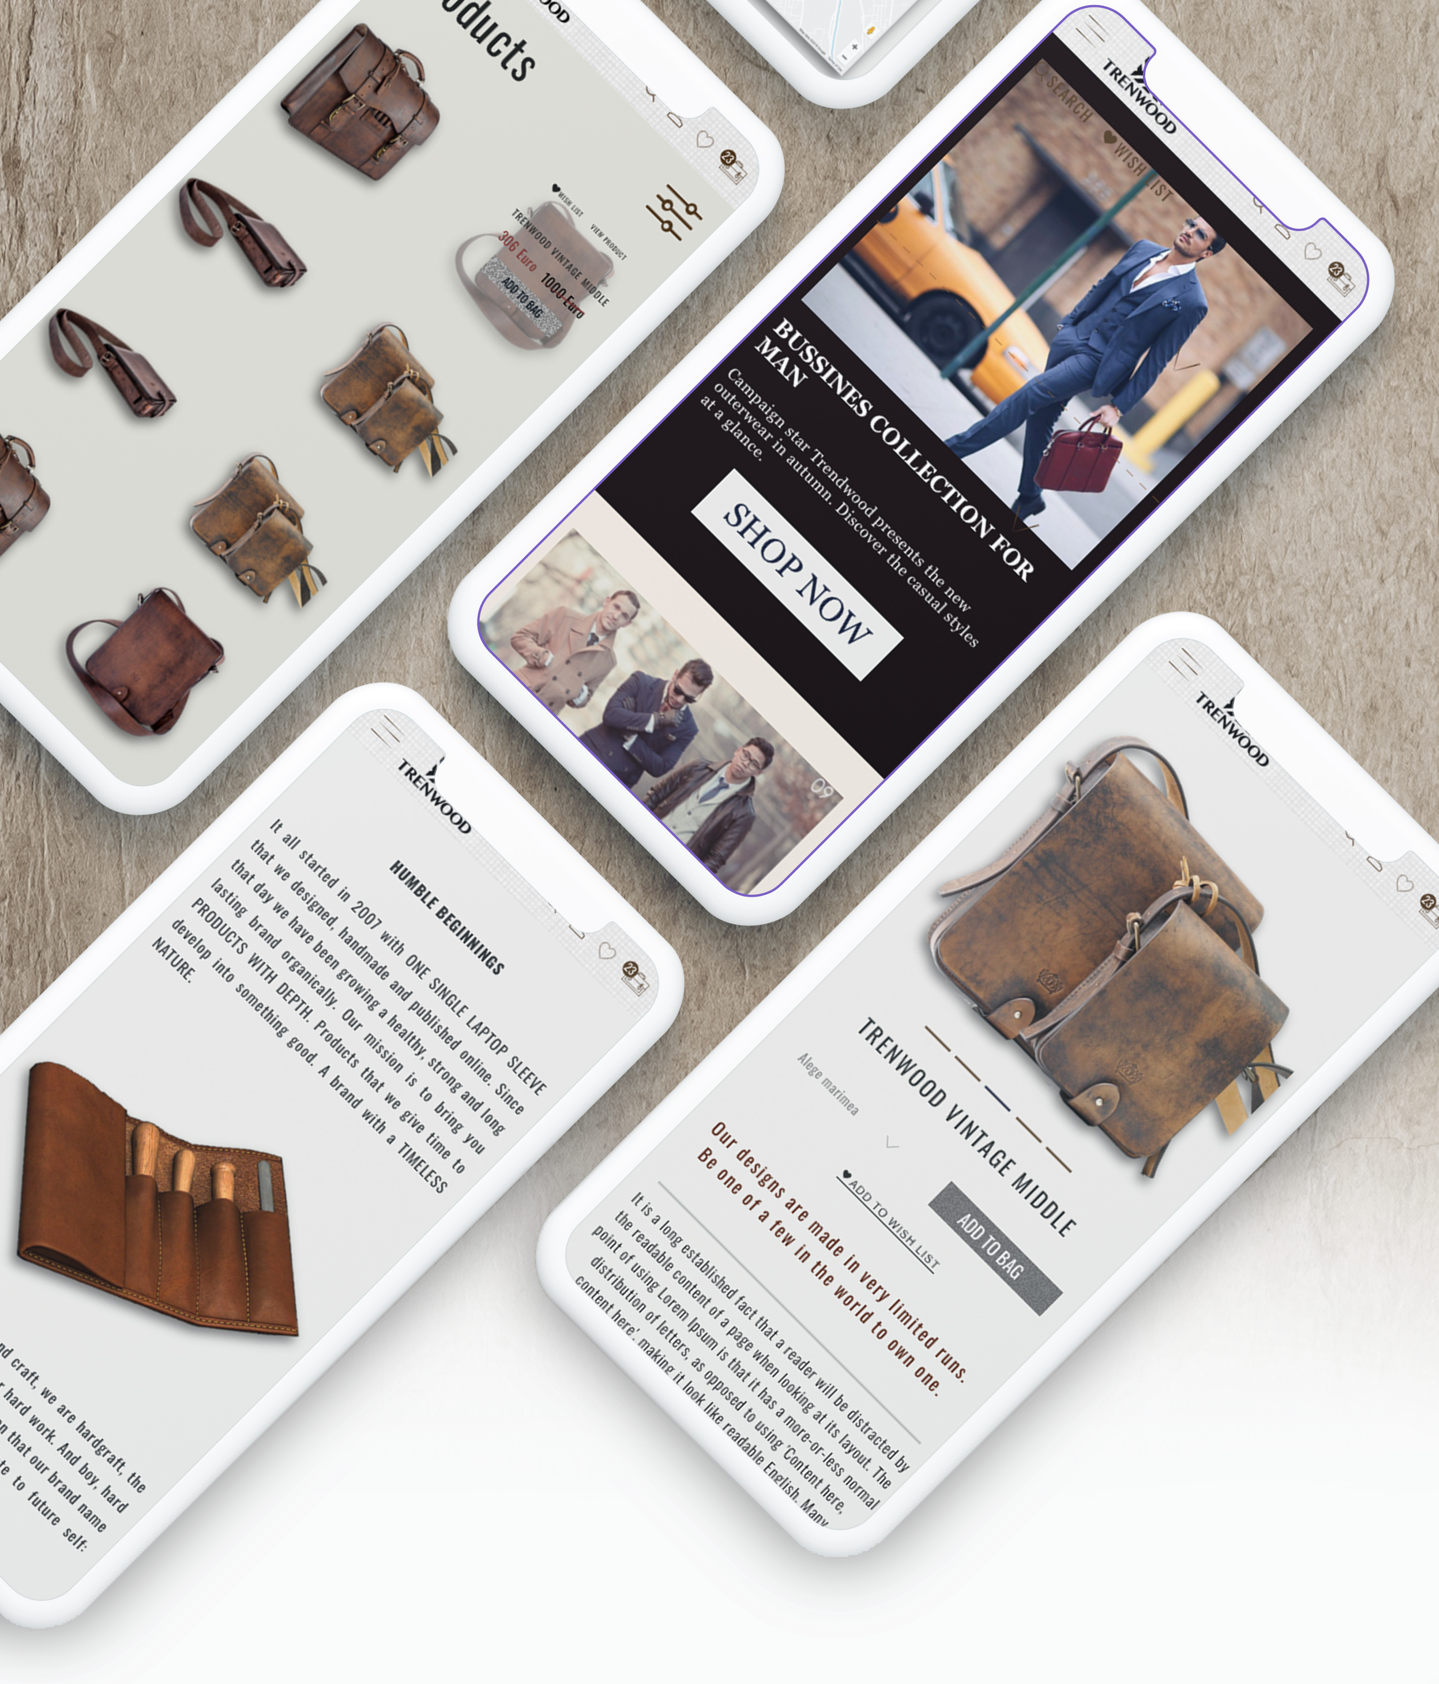 oducts
23
WISH LIST
VIEW PRODUCT
TRENWOOD VINTAGE MIDDLE
306 Euro 1000 Euro
ADD TO BAG
TRENWOOD
23
SEARCH
WISH LIST
BUSSINES COLLECTION FOR
MAN
Campaign star Trendwood presents the new
outerwear in autumn. Discover the casual styles
at a glance.
SHOP NOW
09
TRENWOOD
23
HUMBLE BEGINNINGS
It all started in 2007 with ONE SINGLE LAPTOP SLEEVE
that we designed, handmade and published online. Since
that day we have been growing a healthy, strong and long
lasting brand organically. Our mission is to bring you
PRODUCTS WITH DEPTH. Products that we give time to
develop into something good. A brand with a TIMELESS
NATURE.
craft, we are hardgraft, the
hard work. And boy, hard
that our brand name
to future self:
TRENWOOD
23
TRENWOOD VINTAGE MIDDLE
Alege marimea
ADD TO BAG
ADD TO WISH LIST
Our designs are made in very limited runs.
Be one of a few in the world to own one.
It is a long established fact that a reader will be distracted by
the readable content of a page when looking at its layout. The
point of using Lorem Ipsum is that it has a more-or-less normal
distribution of letters, as opposed to using 'Content here,
content here', making it look like readable English. Many